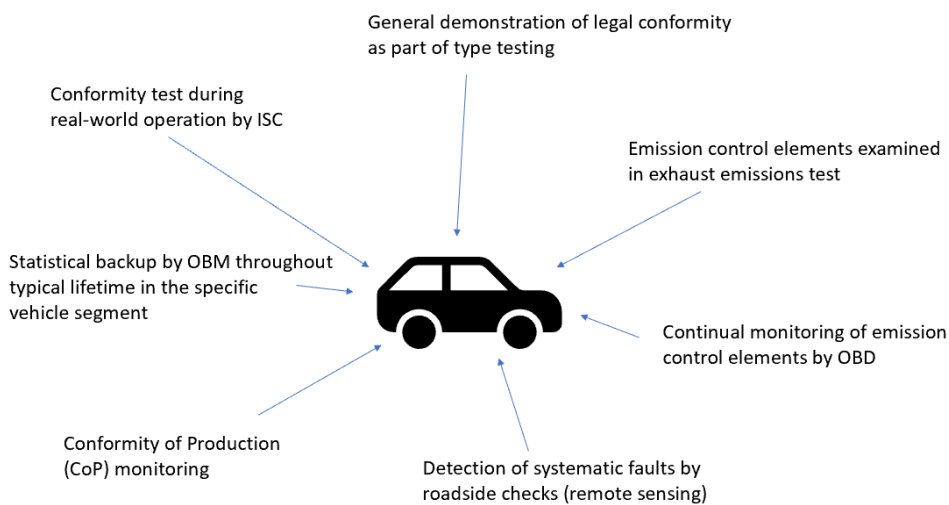 General demonstration of legal conformity
as part of type testing
Conformity test during
real-world operation by ISC
Emission control elements examined
in exhaust emissions test
Statistical backup by OBM throughout
typical lifetime in the specific
vehicle segment
Continual monitoring of emission
control elements by OBD
Conformity of Production
(CoP) monitoring
Detection of systematic faults by
roadside checks (remote sensing)